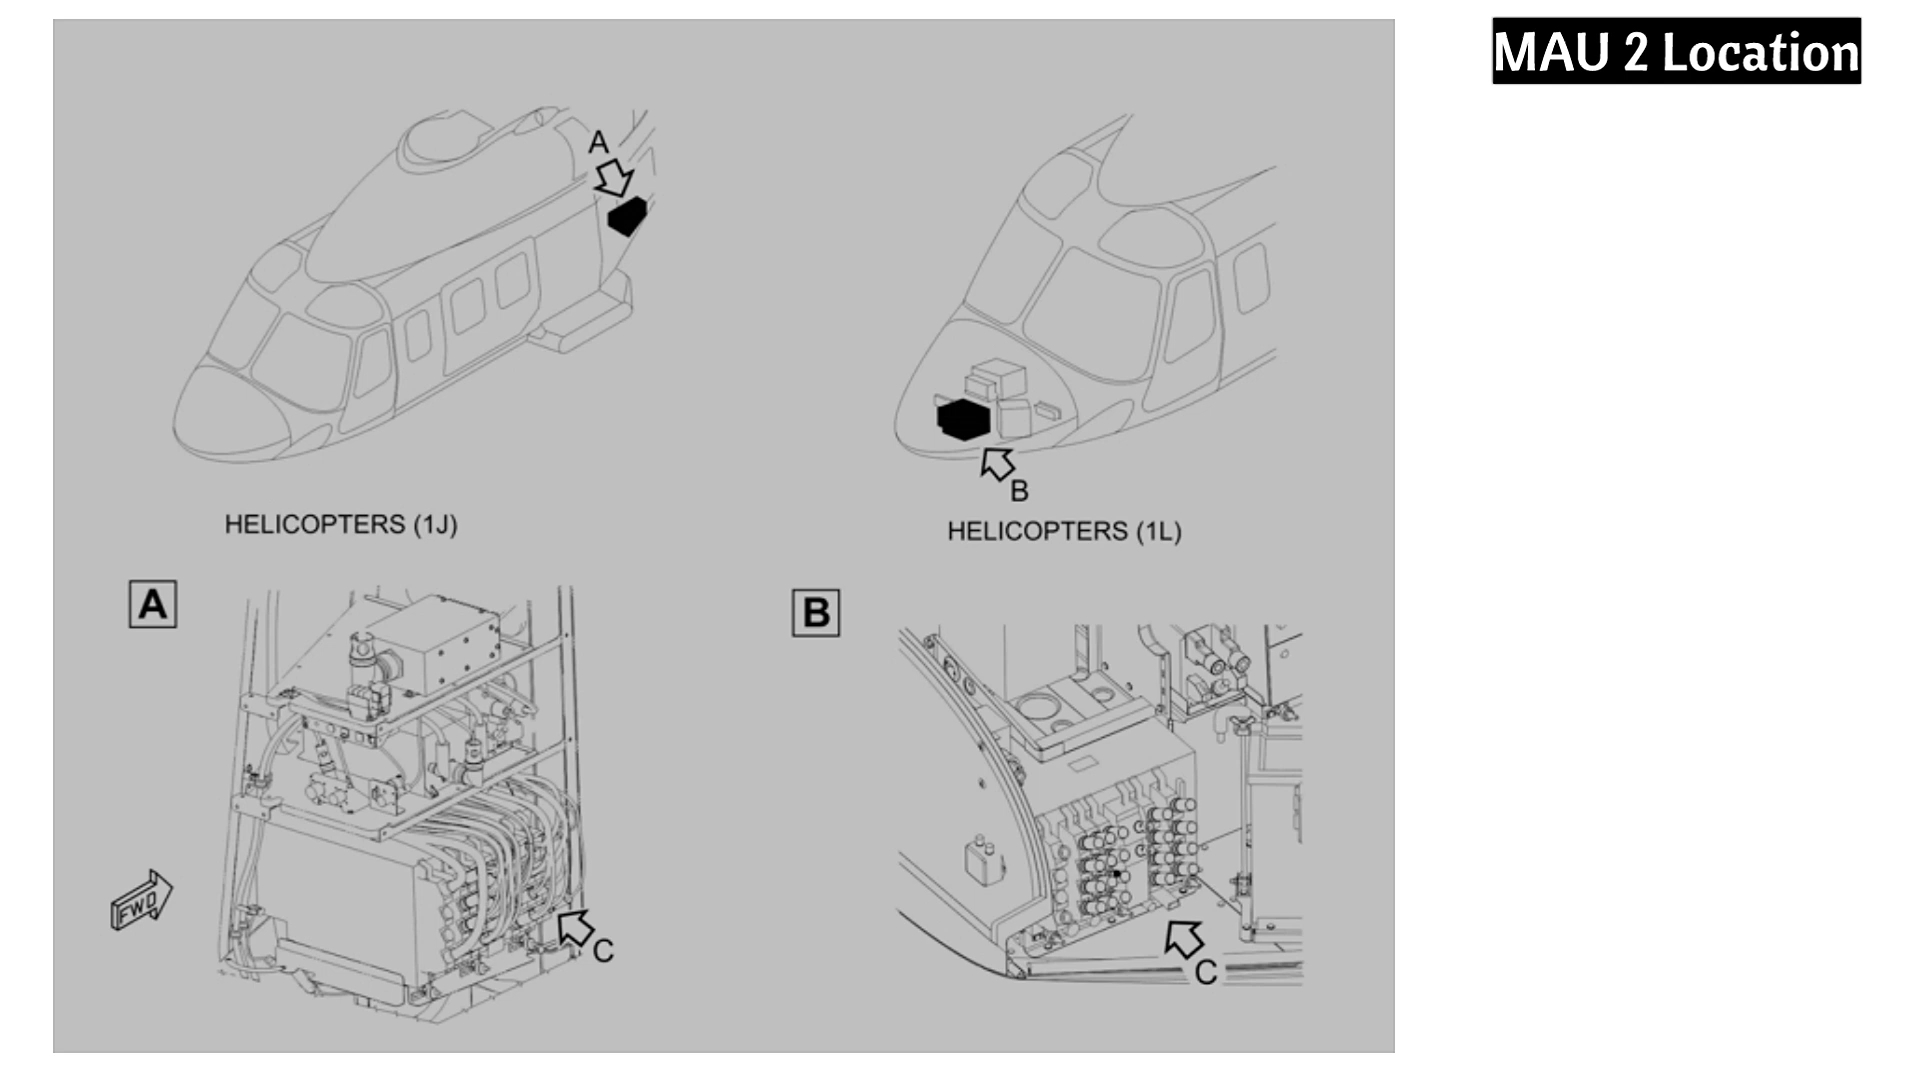 MAU 2 Location
A
B
HELICOPTERS (1J)
HELICOPTERS (1L)
A
B
FWD
C
C